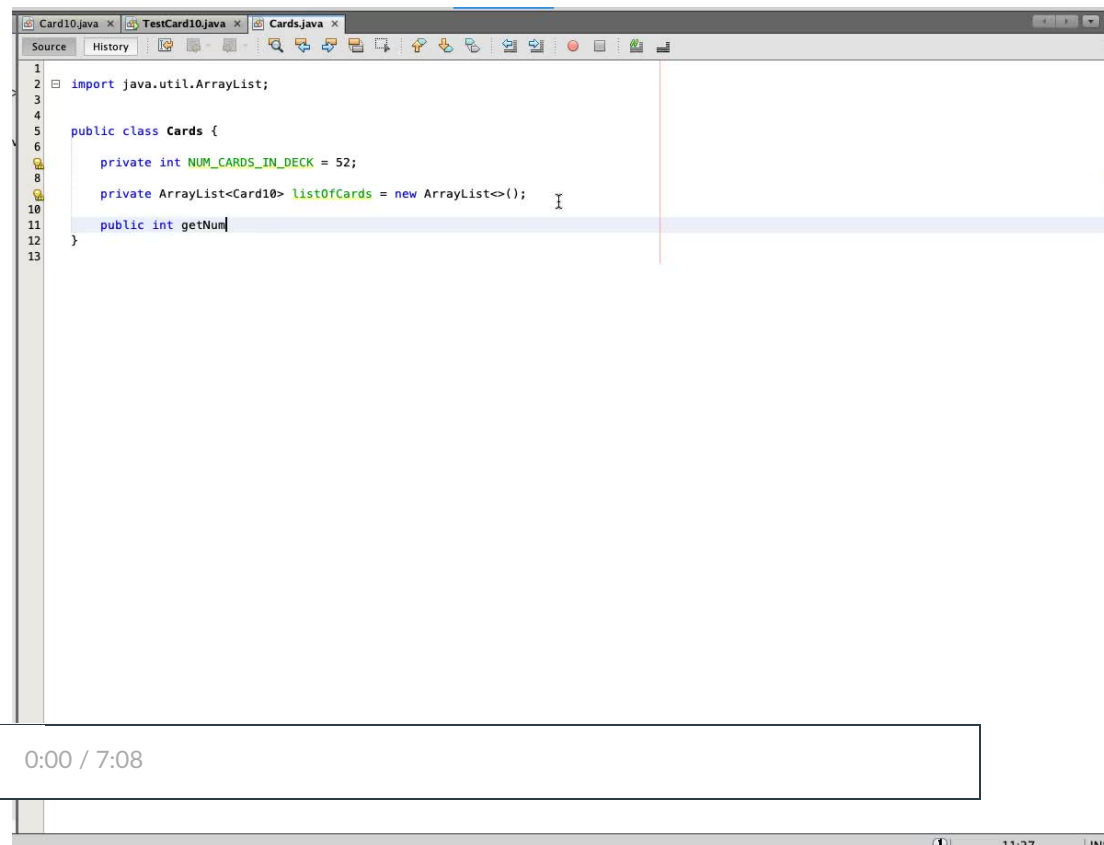 Card10.java × TestCard10.java × Cards.java ×
Source History
1
2 import java.util.ArrayList;
3
4
5 public class Cards {
6
private int NUM_CARDS_IN_DECK = 52;
8
private ArrayList<Card10> listOfCards = new ArrayList<>();
10
11 public int getNum
12 }
13
0:00 / 7:08
11:27